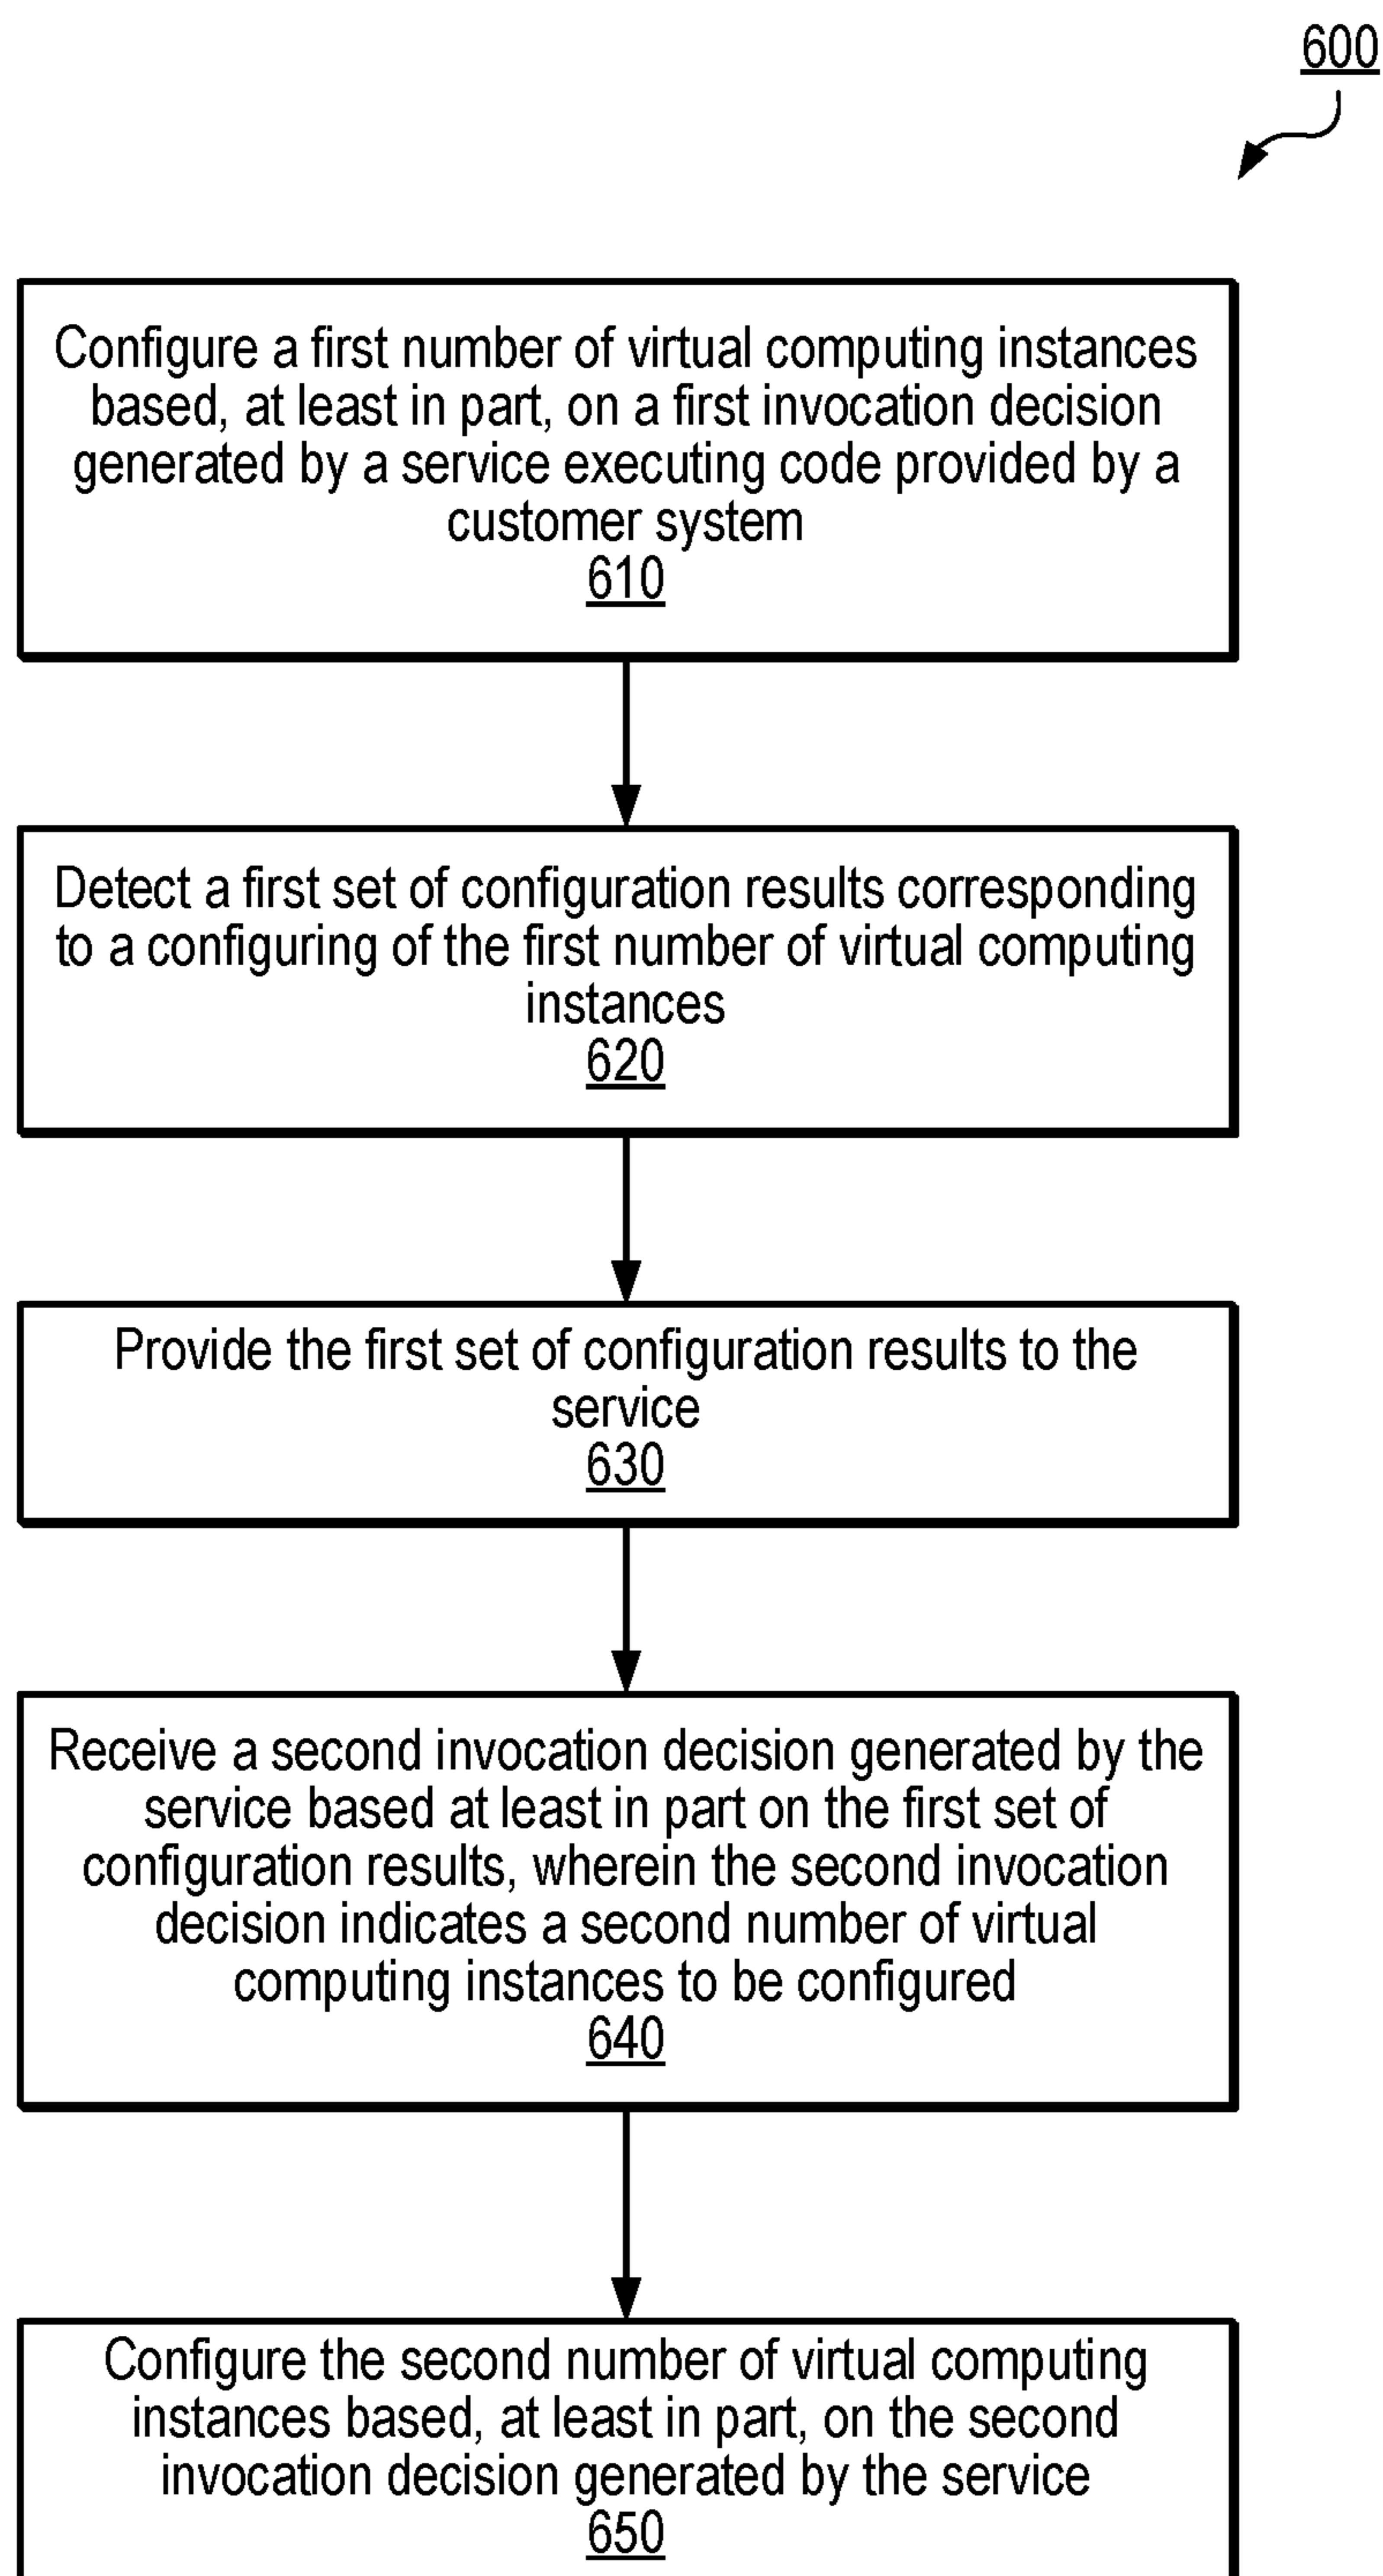 600
Configure a first number of virtual computing instances
based, at least in part, on a first invocation decision
generated by a service executing code provided by a
customer system
610
Detect a first set of configuration results corresponding
to a configuring of the first number of virtual computing
instances
620
Provide the first set of configuration results to the
service
630
Receive a second invocation decision generated by the
service based at least in part on the first set of
configuration results, wherein the second invocation
decision indicates a second number of virtual
computing instances to be configured
640
Configure the second number of virtual computing
instances based, at least in part, on the second
invocation decision generated by the service
650